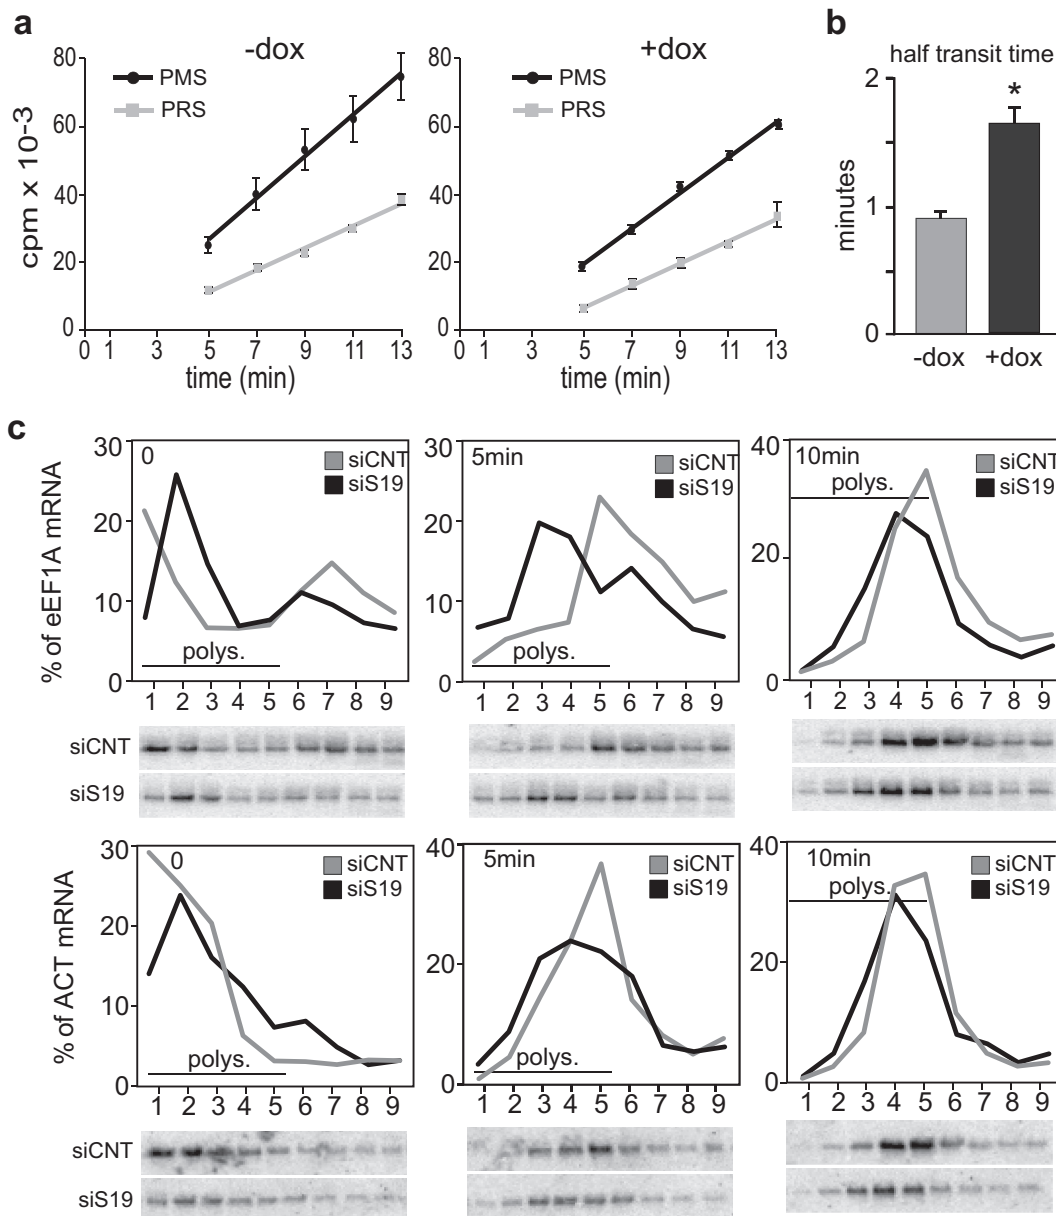 a
-dox
80
60
40
20
0
cpm x 10-3
PMS
PRS
0 1 3 5 7 9 11 13
time (min)
+dox
80
60
40
20
0
PMS
PRS
0 1 3 5 7 9 11 13
time (min)
b
half transit time
2
1
0
minutes
*
-dox +dox
c
30
20
10
0
% of eEF1A mRNA
0
siCNT
siS19
polys.
1 2 3 4 5 6 7 8 9
30
20
10
0
5min
siCNT
siS19
polys.
1 2 3 4 5 6 7 8 9
40
20
0
10min
polys.
siCNT
siS19
1 2 3 4 5 6 7 8 9
siCNT
siS19
30
20
10
0
% of ACT mRNA
0
siCNT
siS19
polys.
1 2 3 4 5 6 7 8 9
40
20
0
5min
siCNT
siS19
polys.
1 2 3 4 5 6 7 8 9
40
20
0
10min
polys.
siCNT
siS19
1 2 3 4 5 6 7 8 9
siCNT
siS19